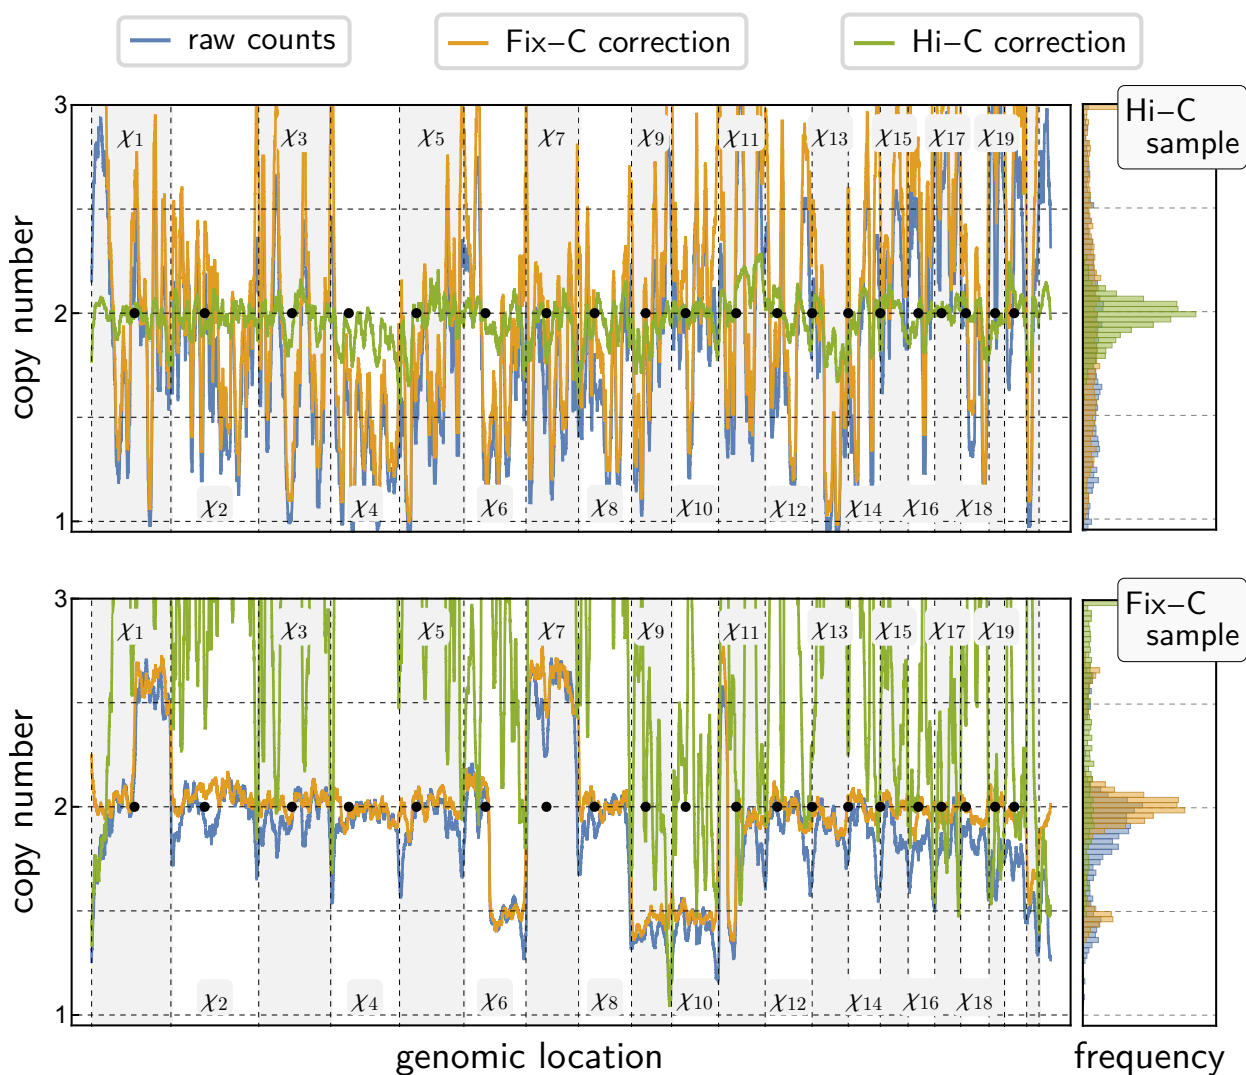 raw counts
Fix–C correction
Hi–C correction
3
2
1
copy number
χ1
χ3
χ5
χ7
χ9
χ11
χ13
χ15
χ17
χ19
χ2
χ4
χ6
χ8
χ10
χ12
χ14
χ16
χ18
Hi–C
sample
3
2
1
copy number
χ1
χ3
χ5
χ7
χ9
χ11
χ13
χ15
χ17
χ19
χ2
χ4
χ6
χ8
χ10
χ12
χ14
χ16
χ18
Fix–C
sample
genomic location
frequency